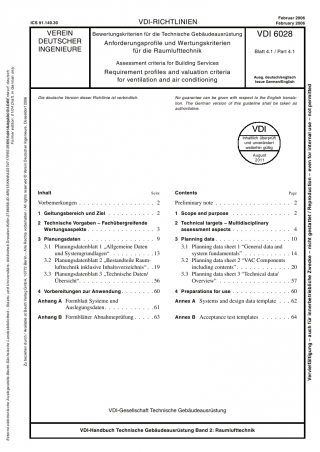 ICS 91.140.30
VDI-RICHTLINIEN
Februar 2006
February 2006
VEREIN
DEUTSCHER
INGENIEURE
Bewertungskriterien für die Technische Gebäudeausrüstung
Anforderungsprofile und Wertungskriterien
für die Raumlufttechnik
Assessment criteria for Building Services
Requirement profiles and valuation criteria
for ventilation and air conditioning
VDI 6028
Blatt 4.1 / Part 4.1
Ausg. deutsch/englisch
Issue German/English
Die deutsche Version dieser Richtlinie ist verbindlich.
No guarantee can be given with respect to the English transla-
tion. The German version of this guideline shall be taken as
authoritative.
VDI
Inhaltlich überprüft
und unverändert
weiterhin gültig
August
2011
Inhalt Seite
Vorbemerkungen 2
1 Geltungsbereich und Ziel 2
2 Technische Vorgaben – Fachübergreifende
Wertungsaspekte 3
3 Planungsdaten 9
3.1 Planungsdatenblatt 1 „Allgemeine Daten
und Systemgrundlagen“ 13
3.2 Planungsdatenblatt 2 „Bestandteile Raum-
lufttechnik inklusive Inhaltsverzeichnis“ 19
3.3 Planungsdatenblatt 3 „Technische Daten/
Übersicht“ 56
4 Vorbereitungen zur Anwendung 60
Anhang A Formblatt Systeme und
Auslegungsdaten 61
Anhang B Formblätter Abnahmeprüfung 63
Contents Page
Preliminary note 2
1 Scope and purpose 2
2 Technical targets – Multidisciplinary
assessment aspects 4
3 Planning data 10
3.1 Planning data sheet 1 “General data and
system fundamentals” 14
3.2 Planning data sheet 2 “VAC Components
including contents” 20
3.3 Planning data sheet 3 “Technical data/
Overview” 57
4 Preparations for use 60
Annex A Systems and design data template 62
Annex B Acceptance test templates 64
VDI-Gesellschaft Technische Gebäudeausrüstung
VDI-Handbuch Technische Gebäudeausrüstung Band 2: Raumlufttechnik
Vervielfältigung – auch für innerbetriebliche Zwecke – nicht gestattet / Reproduction – even for internal use – not permitted